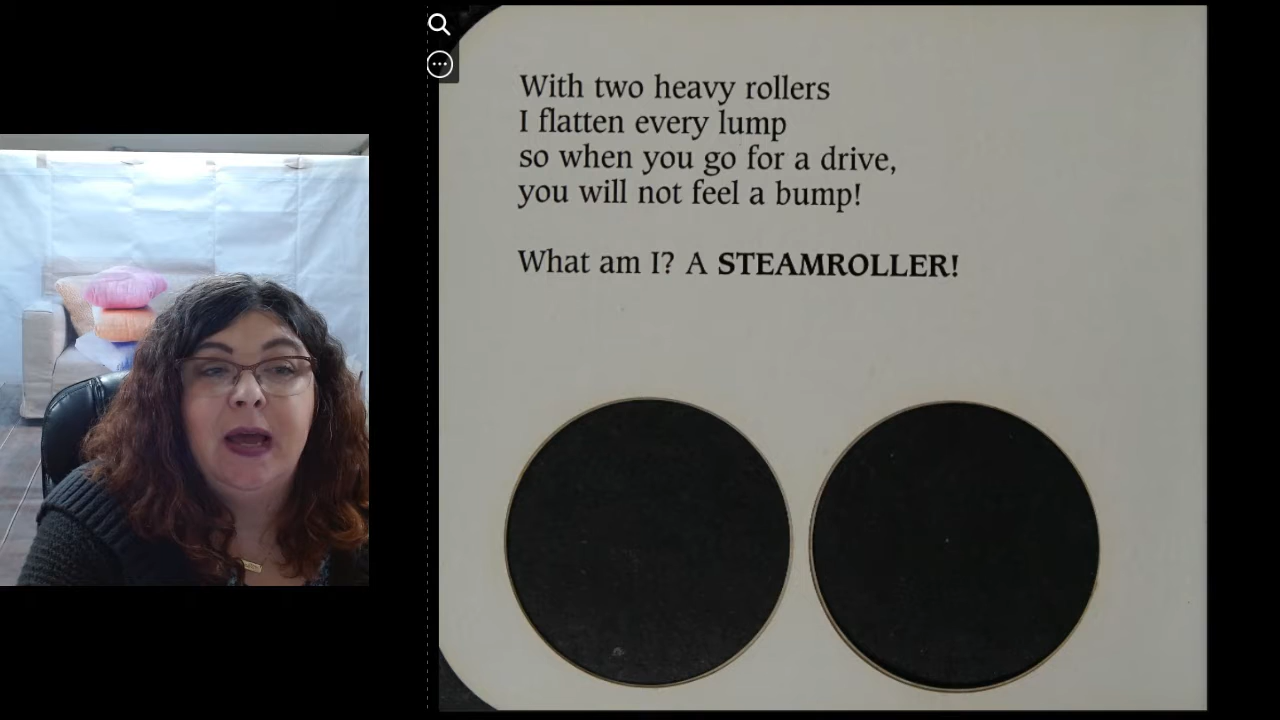 With two heavy rollers
I flatten every lump
so when you go for a drive,
you will not feel a bump!
What am I? A STEAMROLLER!